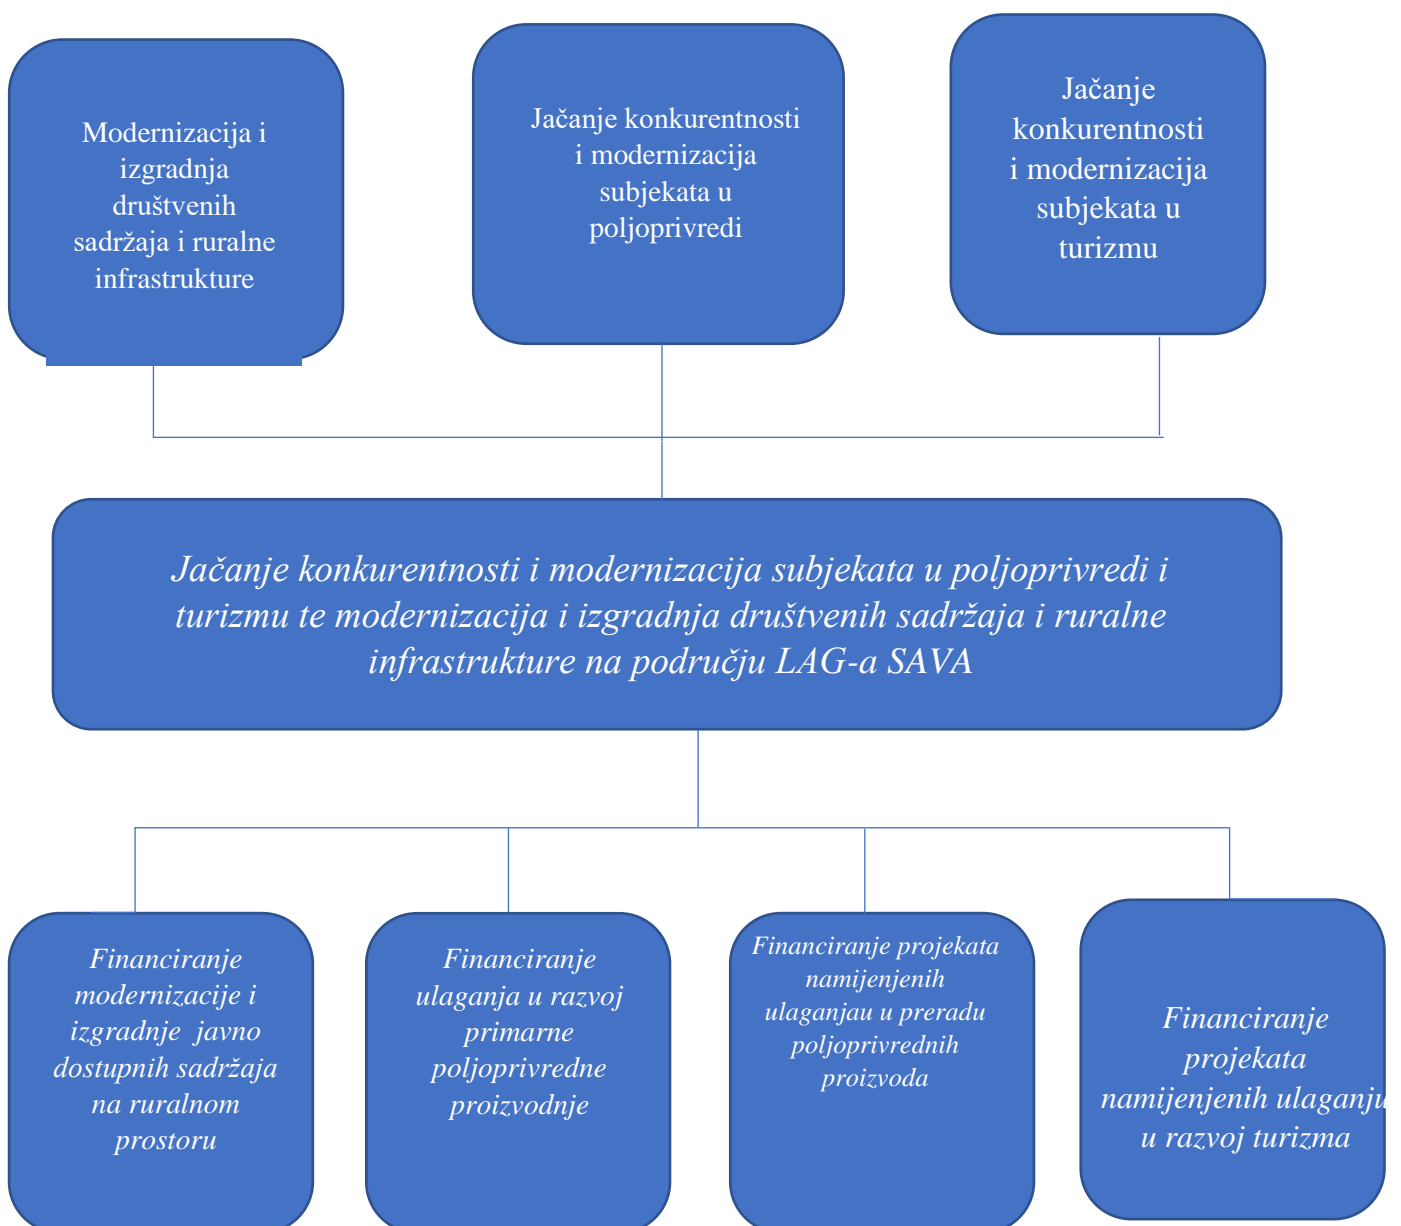 Modernizacija i
izgradnja
društvenih
sadržaja i ruralne
infrastrukture
Jačanje konkurentnosti
i modernizacija
subjekata u
poljoprivredi
Jačanje
konkurentnosti
i modernizacija
subjekata u
turizmu
Jačanje konkurentnosti i modernizacija subjekata u poljoprivredi i
turizmu te modernizacija i izgradnja društvenih sadržaja i ruralne
infrastrukture na području LAG-a SAVA
Financiranje
modernizacije i
izgradnje javno
dostupnih sadržaja
na ruralnom
prostoru
Financiranje
ulaganja u razvoj
primarne
poljoprivredne
proizvodnje
Financiranje projekata
namijenjenih
ulaganjau u preradu
poljoprivrednih
proizvoda
Financiranje
projekata
namijenjenih ulaganju
u razvoj turizma